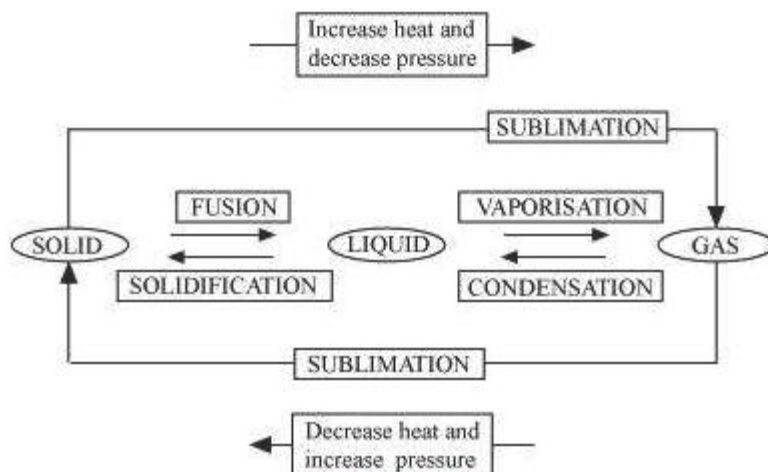 Increase heat and
decrease pressure
SUBLIMATION
FUSION
VAPORISATION
SOLID
LIQUID
GAS
SOLIDIFICATION
CONDENSATION
SUBLIMATION
Decrease heat and
increase pressure